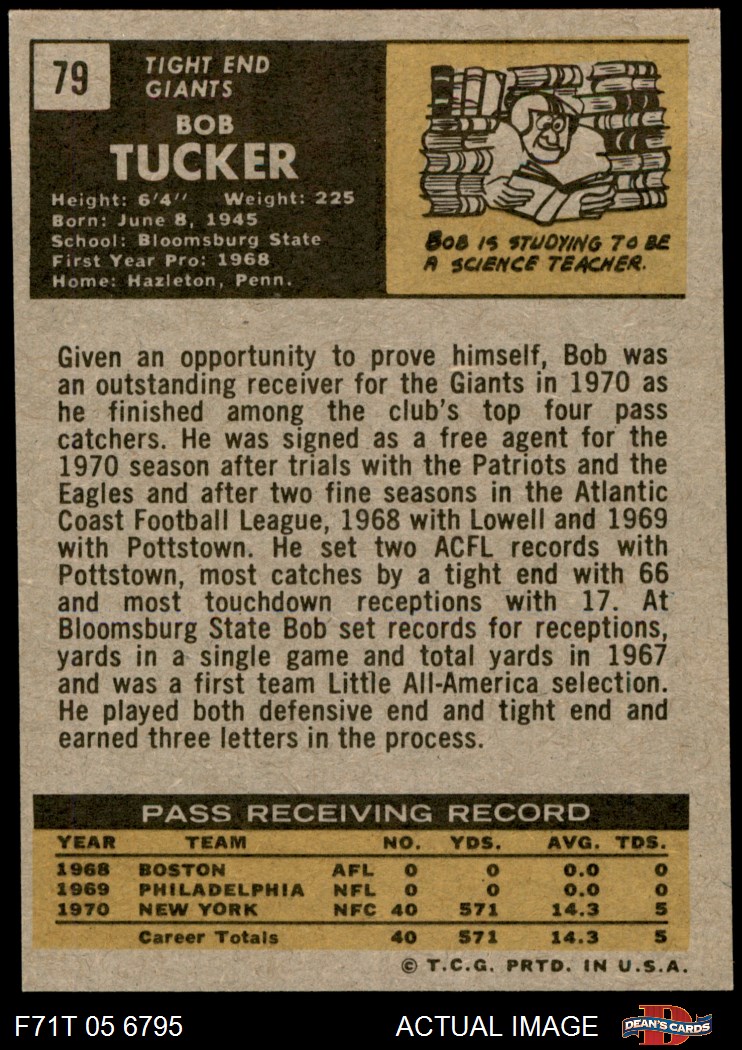 79
TIGHT END
GIANTS
BOB
TUCKER
Height: 6'4" Weight: 225
Born: June 8, 1945
School: Bloomsburg State
First Year Pro: 1968
Home: Hazleton, Penn.
BOB IS STUDYING TO BE
A SCIENCE TEACHER.
Given an opportunity to prove himself, Bob was
an outstanding receiver for the Giants in 1970 as
he finished among the club's top four pass
catchers. He was signed as a free agent for the
1970 season after trials with the Patriots and the
Eagles and after two fine seasons in the Atlantic
Coast Football League, 1968 with Lowell and 1969
with Pottstown. He set two ACFL records with
Pottstown, most catches by a tight end with 66
and most touchdown receptions with 17. At
Bloomsburg State Bob set records for receptions,
yards in a single game and total yards in 1967
and was a first team Little All-America selection.
He played both defensive end and tight end and
earned three letters in the process.
PASS RECEIVING RECORD
YEAR TEAM NO. YDS. AVG. TDS.
1968 BOSTON AFL 0 0 0.0 0
1969 PHILADELPHIA NFL 0 0 0.0 0
1970 NEW YORK NFC 40 571 14.3 5
Career Totals 40 571 14.3 5
© T.C.G. PRTD. IN U.S.A.
F71T 05 6795 ACTUAL IMAGE D DEAN'S CARDS